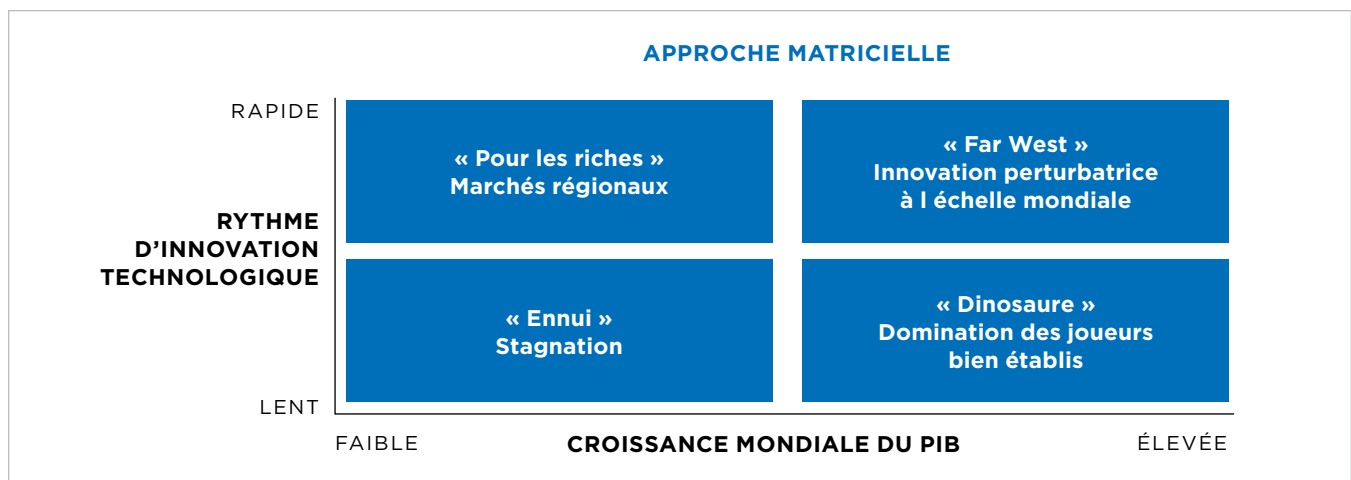 APPROCHE MATRICIELLE
RAPIDE
« Pour les riches »
Marchés régionaux
« Far West »
Innovation perturbatrice
à l échelle mondiale
RYTHME
D’INNOVATION
TECHNOLOGIQUE
« Ennui »
Stagnation
« Dinosaure »
Domination des joueurs
bien établis
LENT
FAIBLE
CROISSANCE MONDIALE DU PIB
ÉLEVÉE